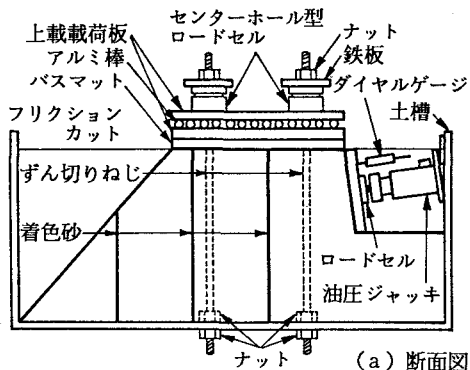 センターホール型
ロードセル
上載載荷板
アルミ棒
バスマット
フリクション
カット
ナット
鉄板
ダイヤルゲージ
土槽
ずん切りねじ
着色砂
ロードセル
油圧ジャッキ
ナット
(a) 断面図